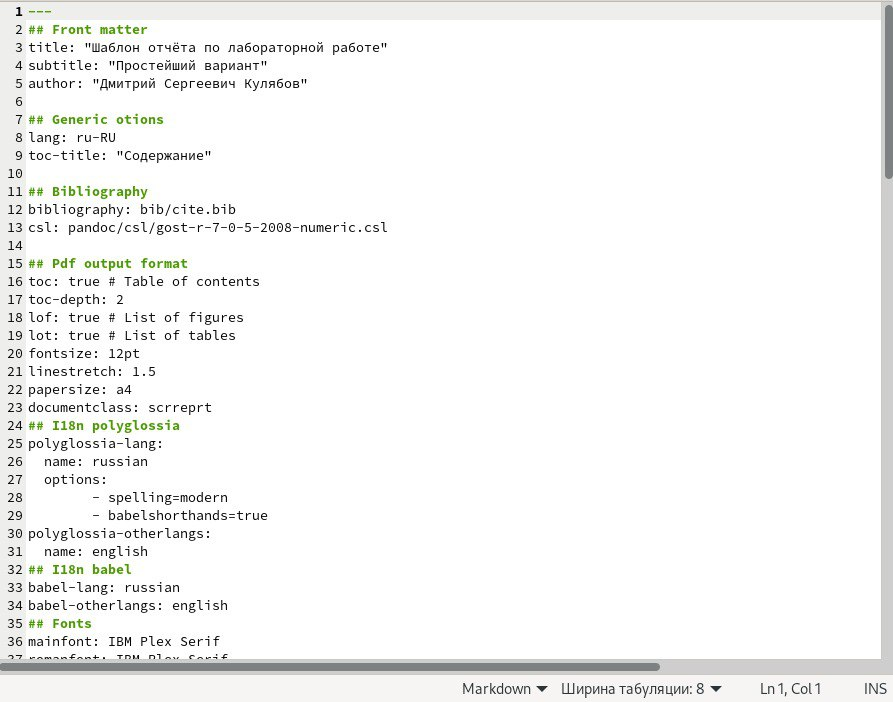 1 ---
2 ## Front matter
3 title: "Шаблон отчёта по лабораторной работе"
4 subtitle: "Простейший вариант"
5 author: "Дмитрий Сергеевич Кулябов"
6
7 ## Generic otions
8 lang: ru-RU
9 toc-title: "Содержание"
10
11 ## Bibliography
12 bibliography: bib/cite.bib
13 csl: pandoc/csl/gost-r-7-0-5-2008-numeric.csl
14
15 ## Pdf output format
16 toc: true # Table of contents
17 toc-depth: 2
18 lof: true # List of figures
19 lot: true # List of tables
20 fontsize: 12pt
21 linestretch: 1.5
22 papersize: a4
23 documentclass: scrreprt
24 ## I18n polyglossia
25 polyglossia-lang:
26   name: russian
27   options:
28         - spelling=modern
29         - babelshorthands=true
30 polyglossia-otherlangs:
31   name: english
32 ## I18n babel
33 babel-lang: russian
34 babel-otherlangs: english
35 ## Fonts
36 mainfont: IBM Plex Serif
37 romanfont: IBM Plex Serif
Markdown Ширина табуляции: 8 Ln 1, Col 1 INS